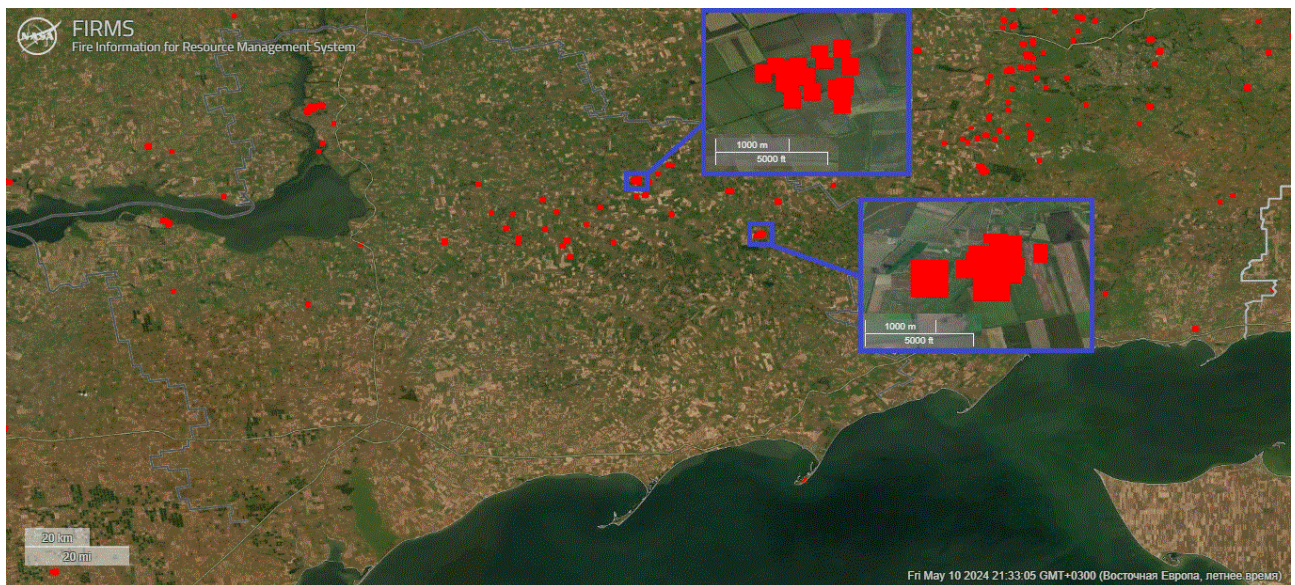 NASA
FIRMS
Fire Information for Resource Management System
1000 m
5000 ft
1000 m
5000 ft
20 km
20 mi
Fri May 10 2024 21:33:05 GMT+0300 (Восточная Европа, летнее время)